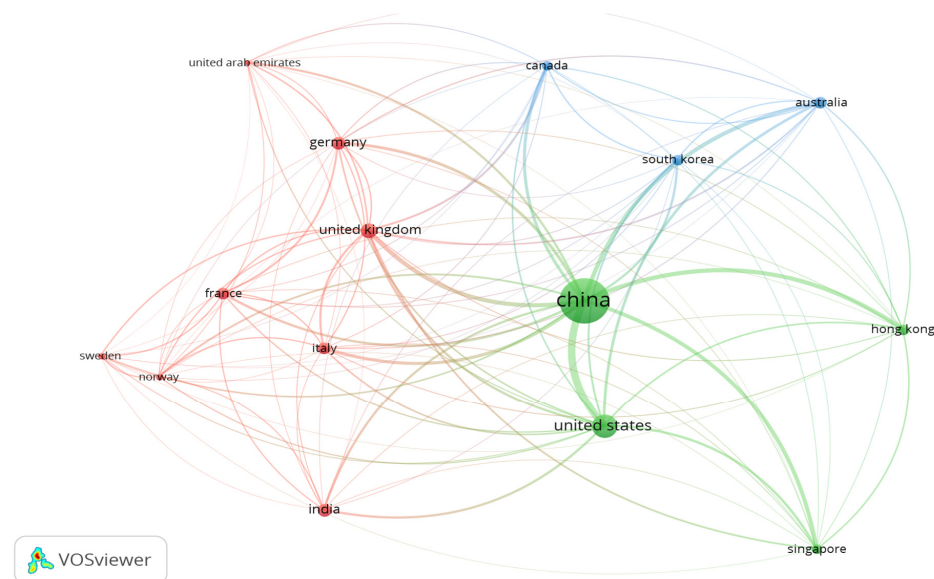 united arab emirates
canada
australia
germany
south korea
united kingdom
france
china
hong kong
italy
sweden
norway
united states
india
singapore
VOSviewer